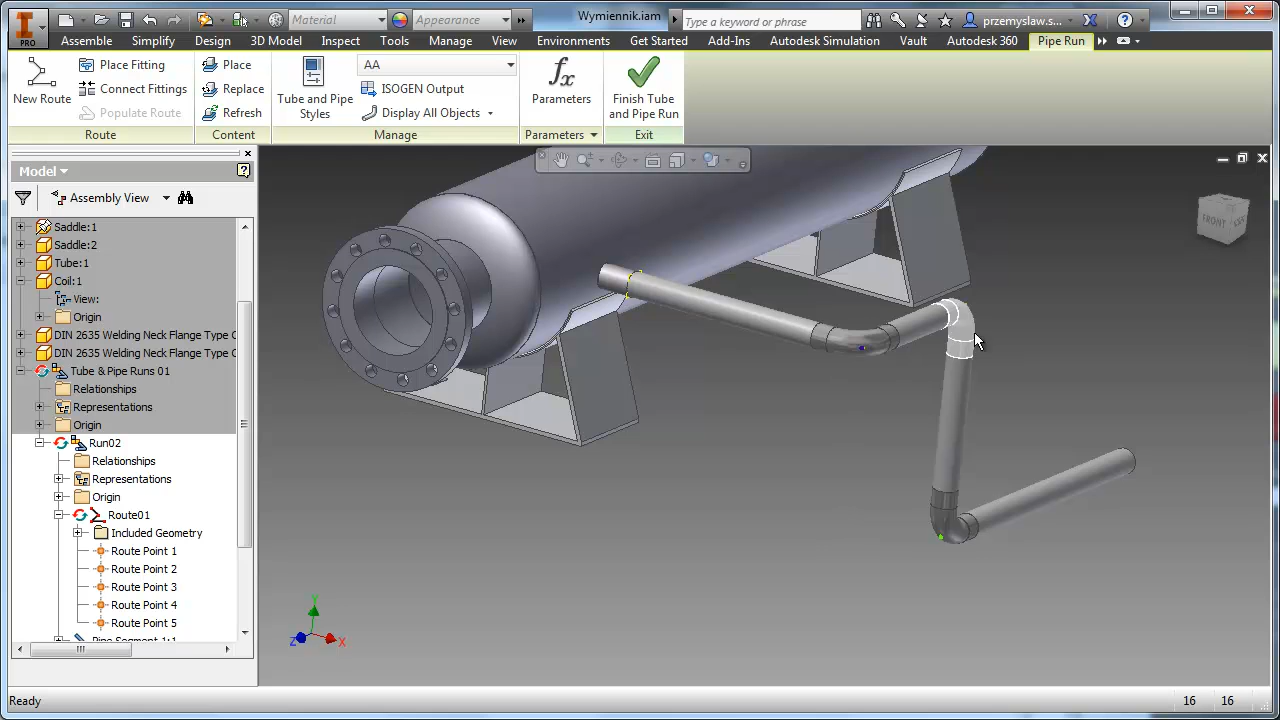 Material
Appearance
Wymiennik.iam
Type a keyword or phrase
przemyslaw.s...
PRO
Assemble Simplify Design 3D Model Inspect Tools Manage View Environments Get Started Add-Ins Autodesk Simulation Vault Autodesk 360 Pipe Run
New Route
Place Fitting
Connect Fittings
Populate Route
Place
Replace
Refresh
Tube and Pipe
Styles
AA
ISOGEN Output
Display All Objects
fx
Parameters
Finish Tube
and Pipe Run
Route Content Manage Parameters Exit
Model
Assembly View
Saddle:1
Saddle:2
Tube:1
Coil:1
View:
Origin
DIN 2635 Welding Neck Flange Type C
DIN 2635 Welding Neck Flange Type C
Tube & Pipe Runs 01
Relationships
Representations
Origin
Run02
Relationships
Representations
Origin
Route01
Included Geometry
Route Point 1
Route Point 2
Route Point 3
Route Point 4
Route Point 5
Pipe Segment 1:1
FRONT
Y
Z
X
Ready
16 16